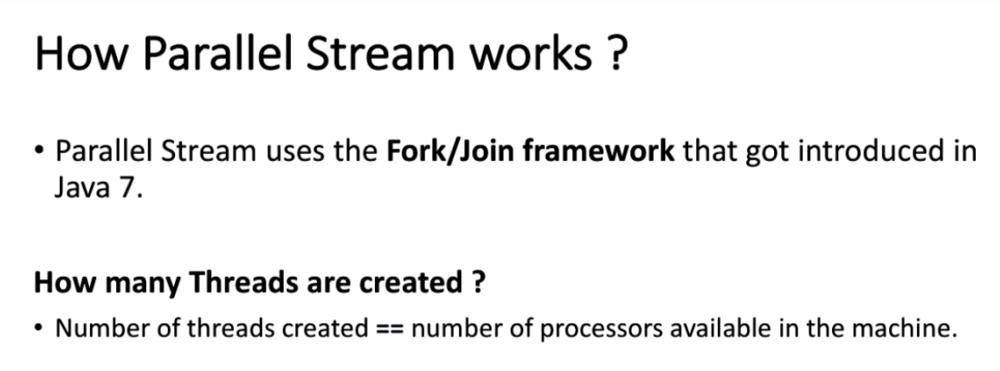 How Parallel Stream works ?
• Parallel Stream uses the Fork/Join framework that got introduced in
Java 7.
How many Threads are created ?
• Number of threads created == number of processors available in the machine.